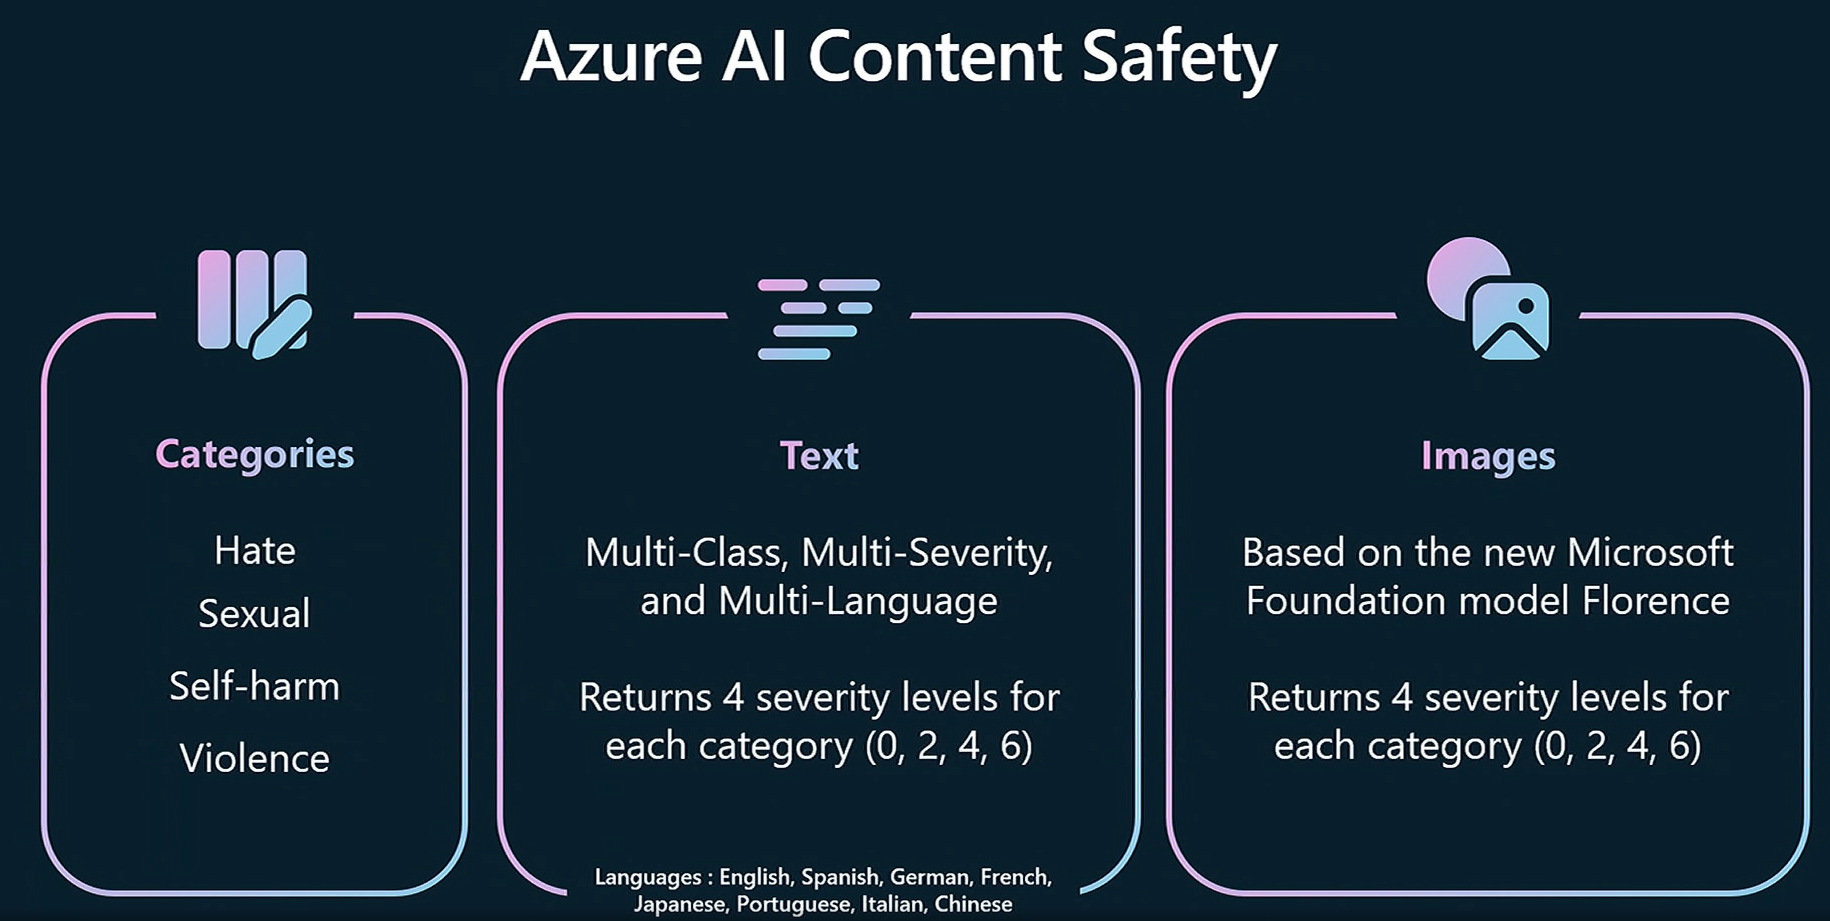 Azure AI Content Safety
Categories
Hate
Sexual
Self-harm
Violence
Text
Multi-Class, Multi-Severity,
and Multi-Language
Returns 4 severity levels for
each category (0, 2, 4, 6)
Languages : English, Spanish, German, French,
Japanese, Portuguese, Italian, Chinese
Images
Based on the new Microsoft
Foundation model Florence
Returns 4 severity levels for
each category (0, 2, 4, 6)